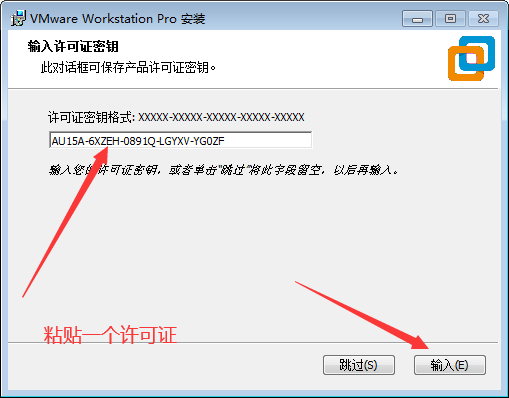 VMware Workstation Pro 安装
输入许可证密钥
此对话框可保存产品许可证密钥。
许可证密钥格式: XXXXX-XXXXX-XXXXX-XXXXX-XXXXX
AU15A-6XZEH-0891Q-LGYXV-YG0ZF
输入您的许可证密钥，或者单击"跳过"将此字段留空，以后再输入。
粘贴一个许可证
跳过(S)
输入(E)